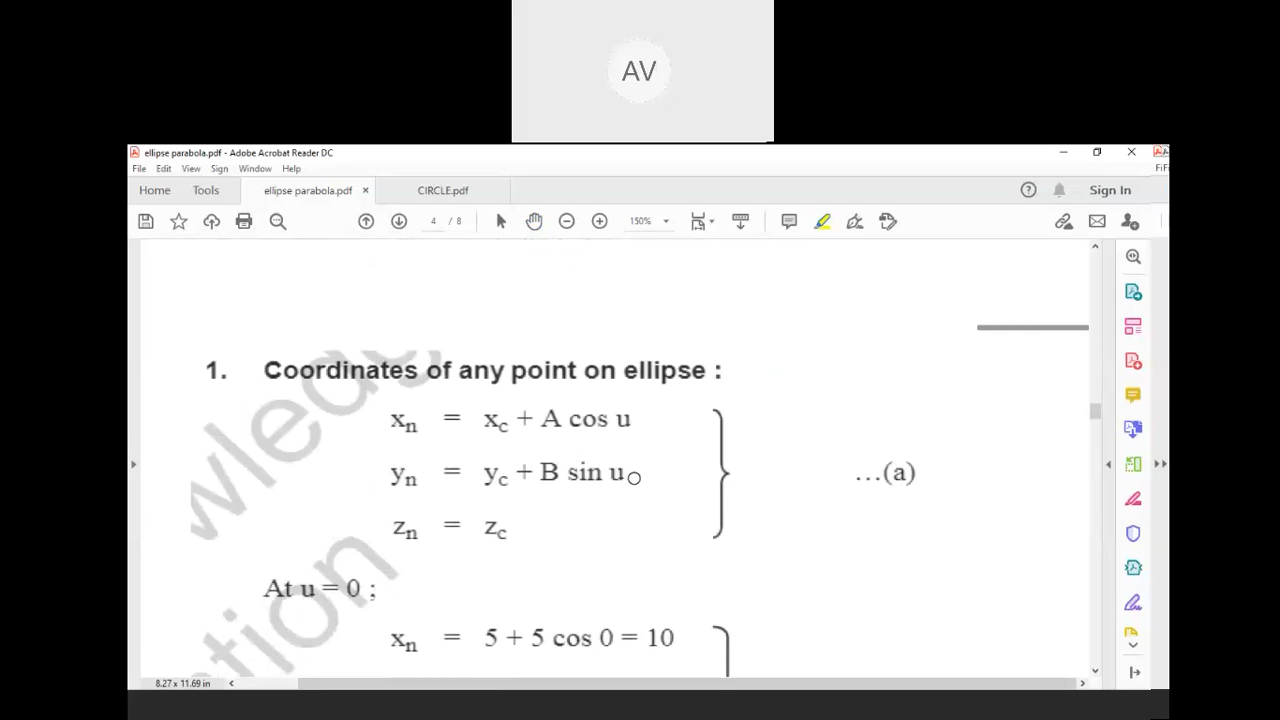 AV
ellipse parabola.pdf - Adobe Acrobat Reader DC
File Edit View Sign Window Help
FiFi
Home Tools ellipse parabola.pdf × CIRCLE.pdf Sign In
4 / 8 150%
1. Coordinates of any point on ellipse :
xn = xc + A cos u
yn = yc + B sin u
zn = zc
…(a)
At u = 0 ;
xn = 5 + 5 cos 0 = 10
8.27 x 11.69 in